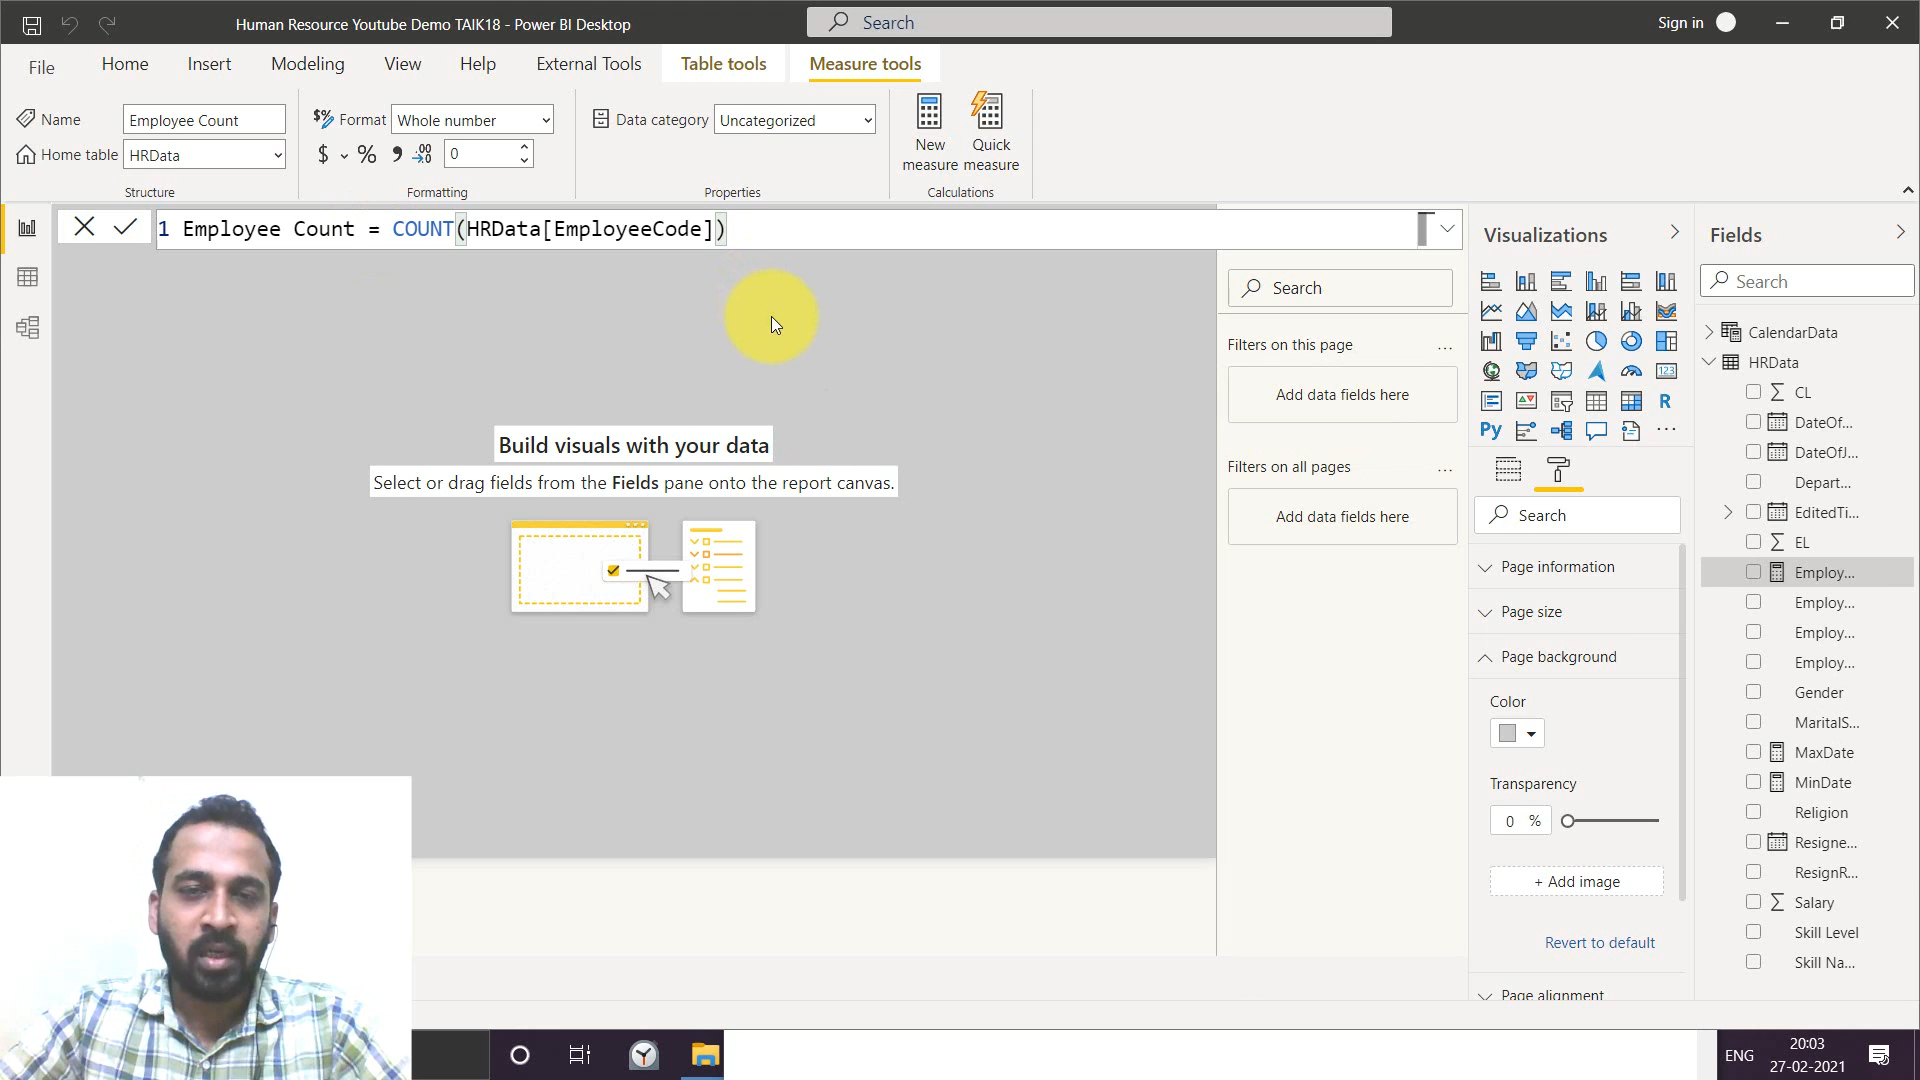 Human Resource Youtube Demo TAIK18 - Power BI Desktop
Search
Sign in
File
Home
Insert
Modeling
View
Help
External Tools
Table tools
Measure tools
Name
Employee Count
Home table
HRData
Structure
Format
Whole number
$
%
,
.00
0
Formatting
Data category
Uncategorized
Properties
New
measure
Quick
measure
Calculations
1 Employee Count = COUNT(HRData[EmployeeCode])
Build visuals with your data
Select or drag fields from the Fields pane onto the report canvas.
Search
Filters on this page
...
Add data fields here
Filters on all pages
...
Add data fields here
Visualizations
123
R
Py
...
Search
Page information
Page size
Page background
Color
Transparency
0 %
+ Add image
Revert to default
Page alignment
Fields
Search
CalendarData
HRData
CL
DateOf...
DateOfJ...
Depart...
EditedTi...
EL
Employ...
Employ...
Employ...
Employ...
Gender
MaritalS...
MaxDate
MinDate
Religion
Resigne...
ResignR...
Salary
Skill Level
Skill Na...
ENG
20:03
27-02-2021